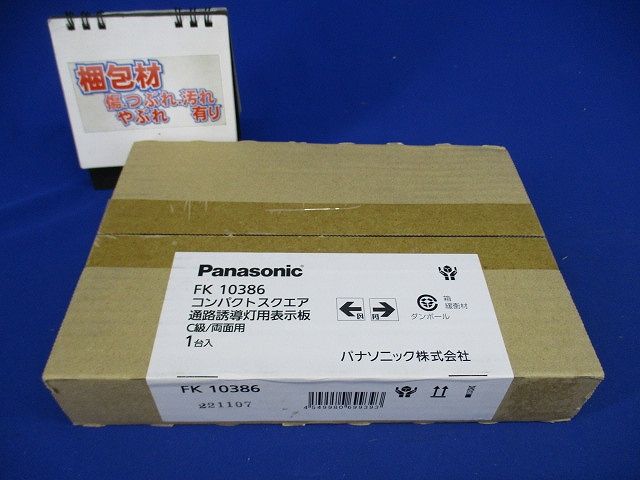 梱包材
傷つぶれ汚れ
やぶれ 有り
Panasonic
FK 10386
コンパクトスクエア
通路誘導灯用表示板
C級/両面用
1台入
箱
緩衝材
ダンボール
パナソニック株式会社
FK 10386
221107
4549980699393